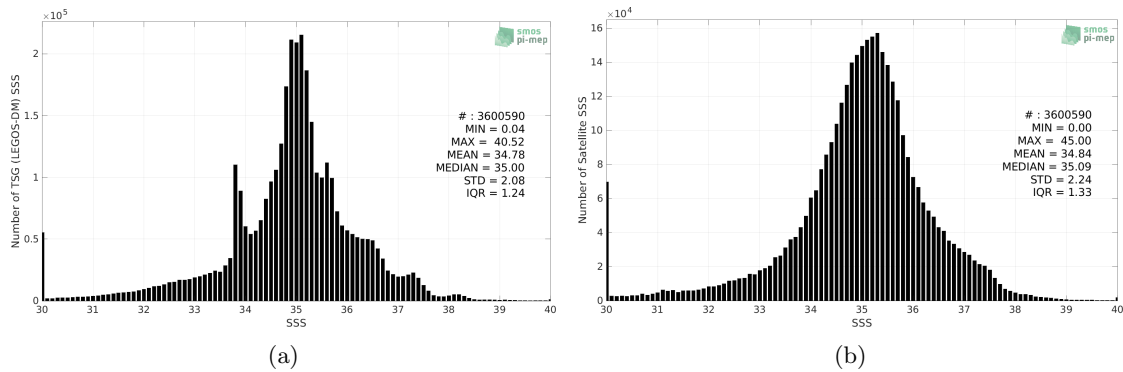 ×10⁵
smos
pi-mep
2
1.5
1
0.5
0
Number of TSG (LEGOS-DM) SSS
# : 3600590
MIN = 0.04
MAX = 40.52
MEAN = 34.78
MEDIAN = 35.00
STD = 2.08
IQR = 1.24
30 31 32 33 34 35 36 37 38 39 40
SSS
(a)
×10⁴
smos
pi-mep
16
14
12
10
8
6
4
2
0
Number of Satellite SSS
# : 3600590
MIN = 0.00
MAX = 45.00
MEAN = 34.84
MEDIAN = 35.09
STD = 2.24
IQR = 1.33
30 31 32 33 34 35 36 37 38 39 40
SSS
(b)